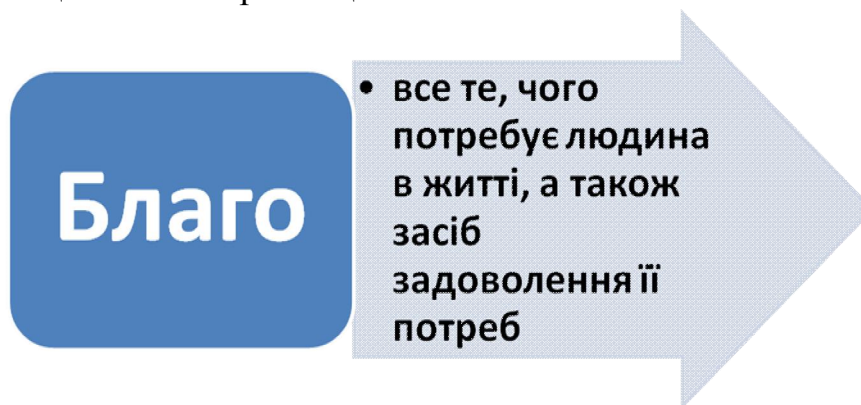 Благо
• все те, чого
потребує людина
в житті, а також
засіб
задоволення її
потреб